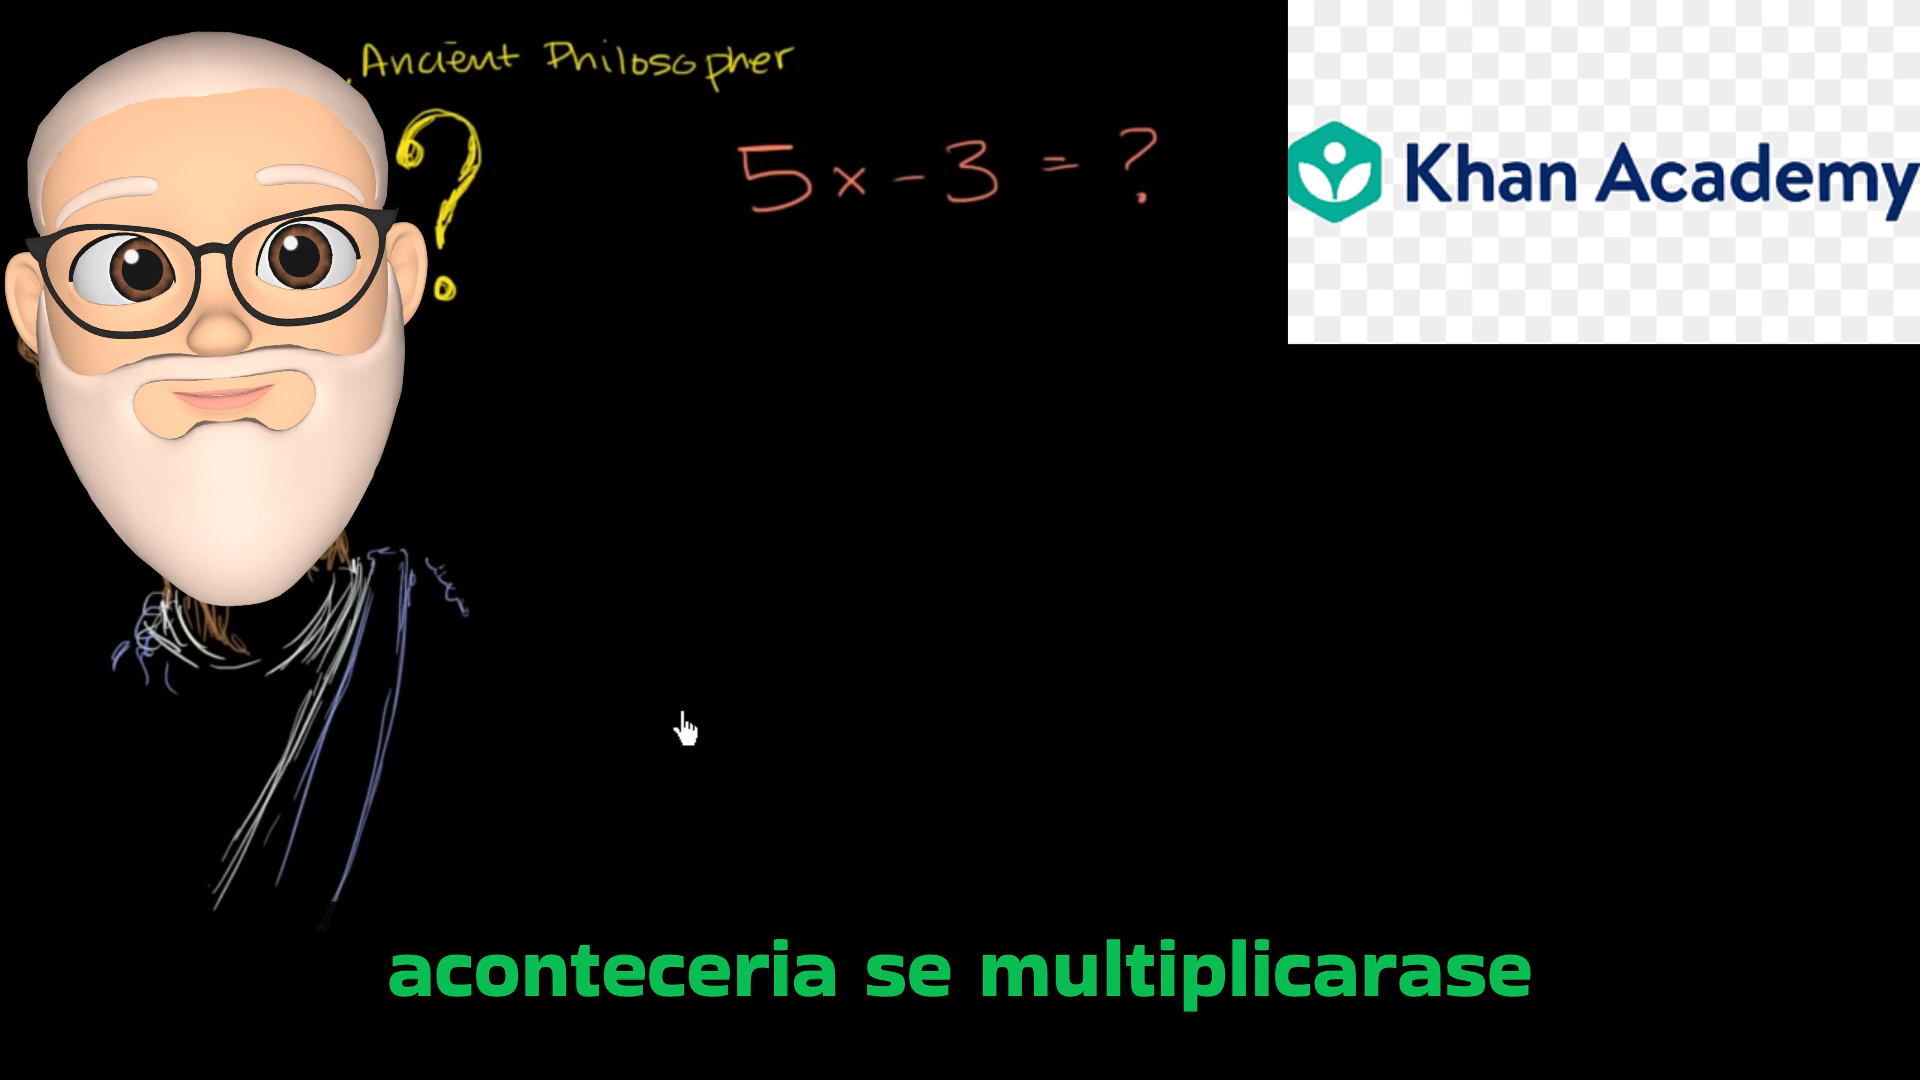 Ancient Philosopher
?
5 x - 3 = ?
Khan Academy
aconteceria se multiplicarase